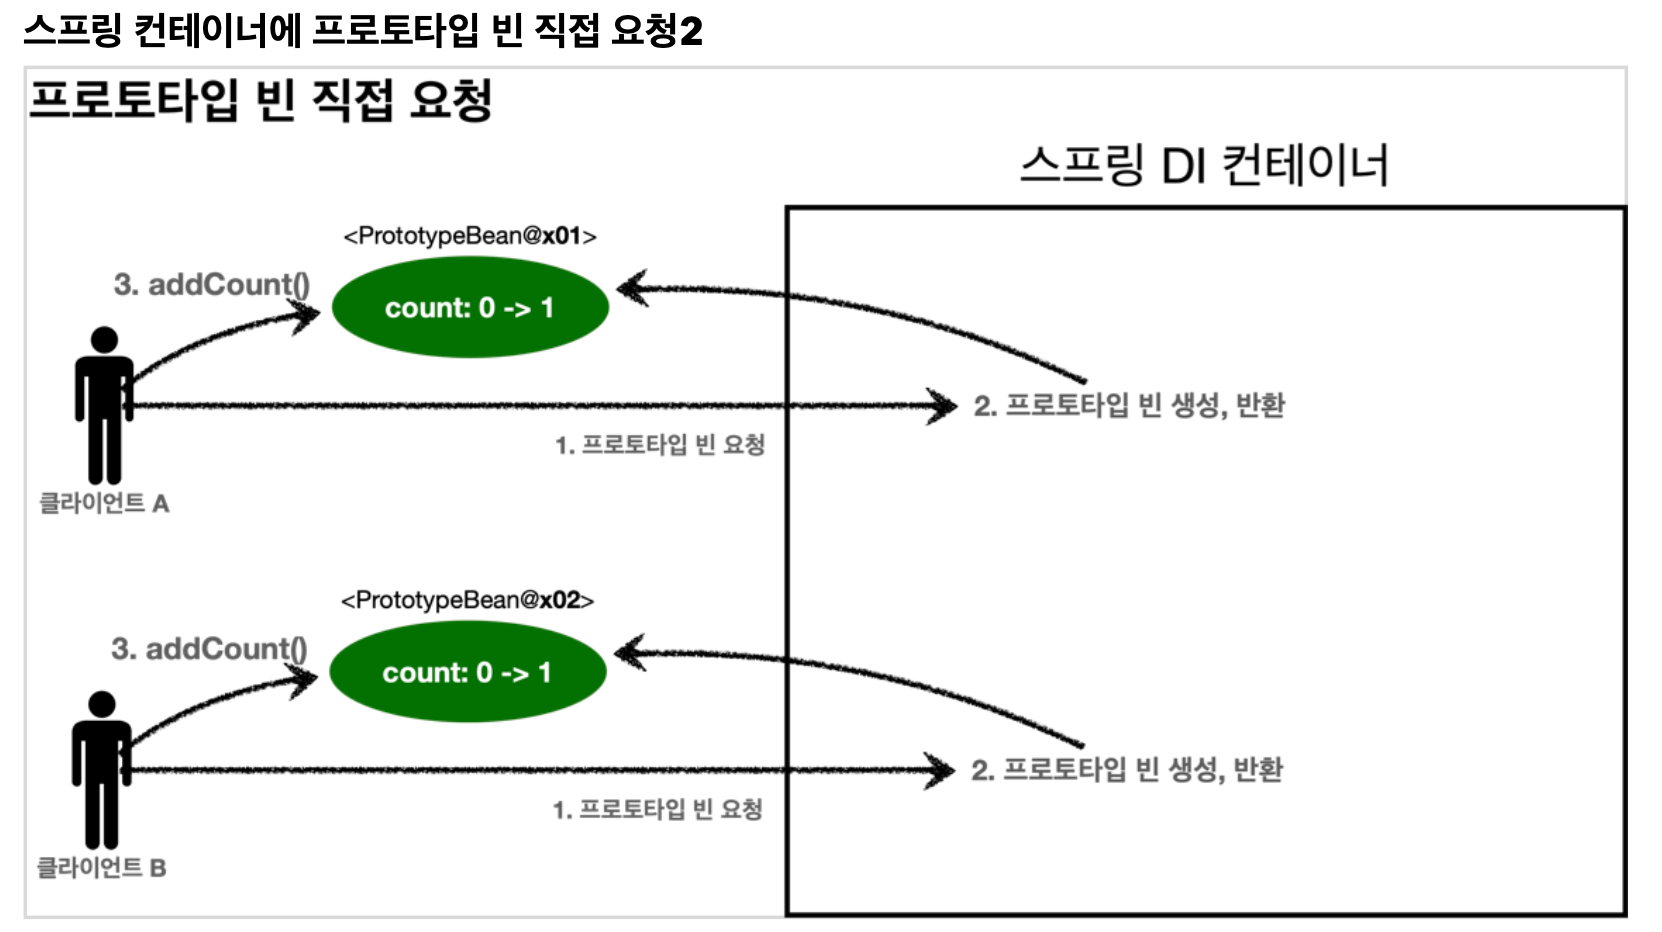 스프링 컨테이너에 프로토타입 빈 직접 요청2
프로토타입 빈 직접 요청
스프링 DI 컨테이너
<PrototypeBean@x01>
3. addCount()
count: 0 -> 1
2. 프로토타입 빈 생성, 반환
1. 프로토타입 빈 요청
클라이언트 A
<PrototypeBean@x02>
3. addCount()
count: 0 -> 1
2. 프로토타입 빈 생성, 반환
1. 프로토타입 빈 요청
클라이언트 B